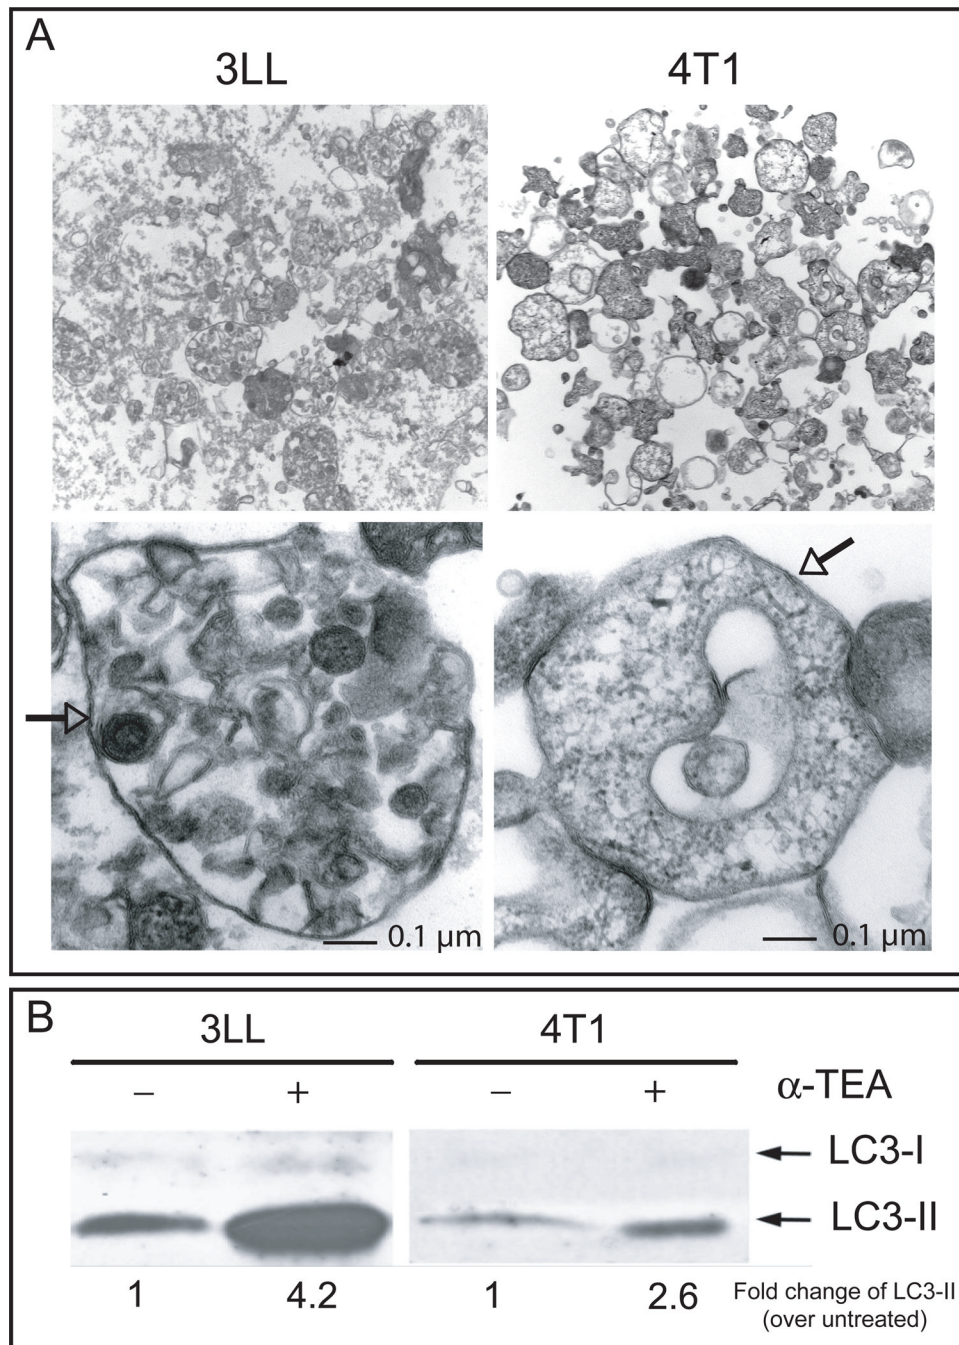 A
3LL 4T1
0.1 μm 0.1 μm
B
3LL 4T1
– + – + α-TEA
LC3-I
LC3-II
1 4.2 1 2.6 Fold change of LC3-II
(over untreated)